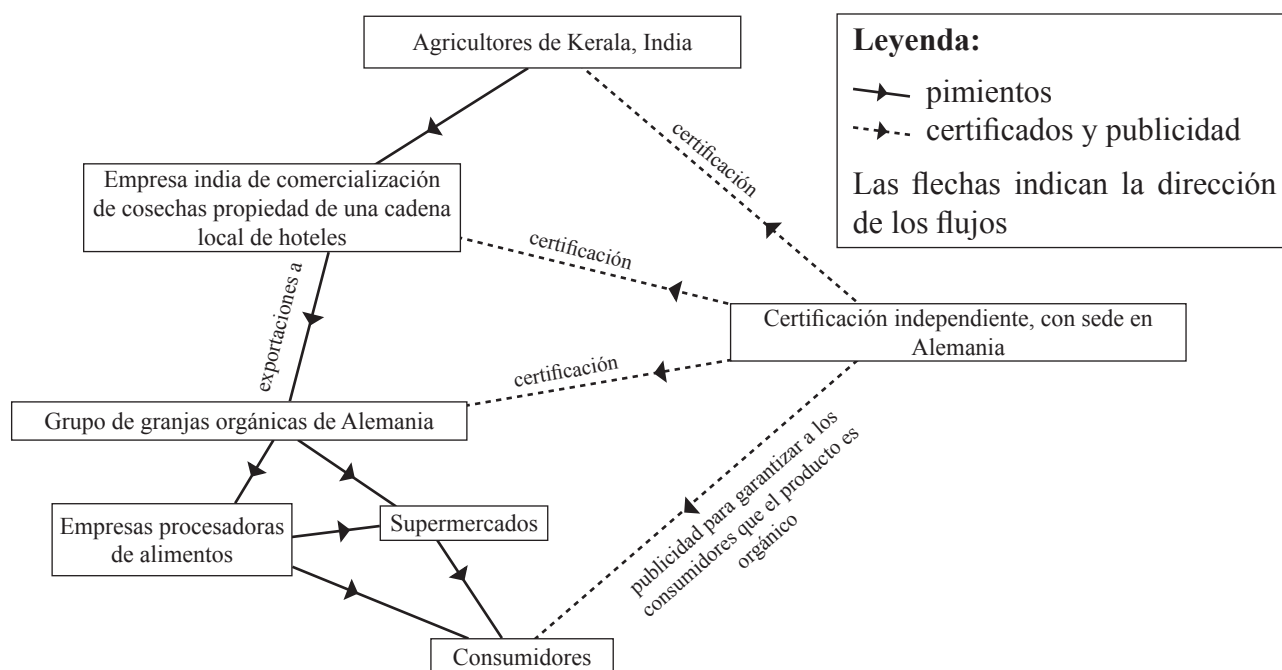 Agricultores de Kerala, India
Leyenda:
pimientos
certificados y publicidad
Las flechas indican la dirección
de los flujos
certificación
Empresa india de comercialización
de cosechas propiedad de una cadena
local de hoteles
certificación
exportaciones a
Certificación independiente, con sede en
Alemania
certificación
Grupo de granjas orgánicas de Alemania
publicidad para garantizar a los
consumidores que el producto es
orgánico
Empresas procesadoras
de alimentos
Supermercados
Consumidores